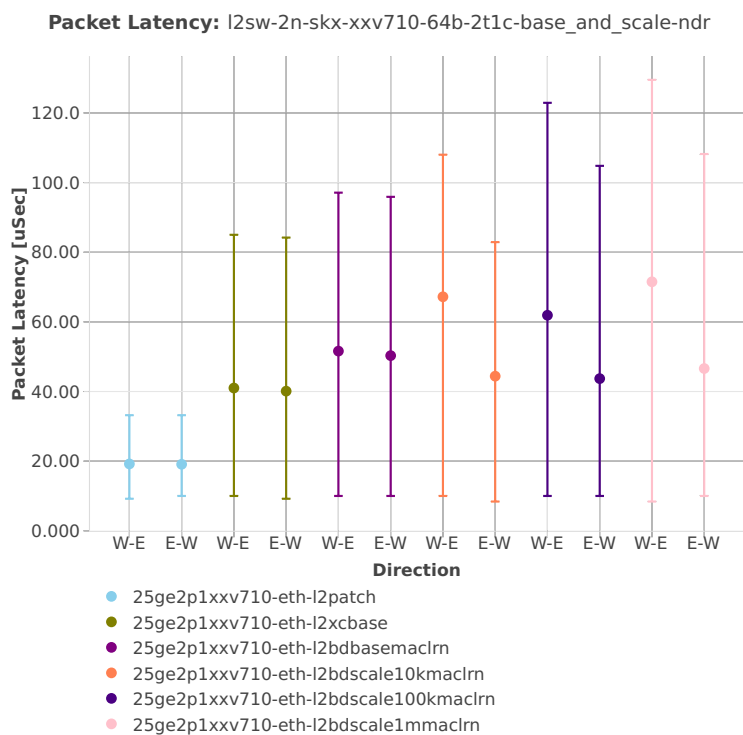 Packet Latency: l2sw-2n-skx-xxv710-64b-2t1c-base_and_scale-ndr
Packet Latency [uSec]
120.0
100.0
80.00
60.00
40.00
20.00
0.000
W-E E-W W-E E-W W-E E-W W-E E-W W-E E-W W-E E-W
Direction
25ge2p1xxv710-eth-l2patch
25ge2p1xxv710-eth-l2xcbase
25ge2p1xxv710-eth-l2bdbasemaclrn
25ge2p1xxv710-eth-l2bdscale10kmaclrn
25ge2p1xxv710-eth-l2bdscale100kmaclrn
25ge2p1xxv710-eth-l2bdscale1mmaclrn